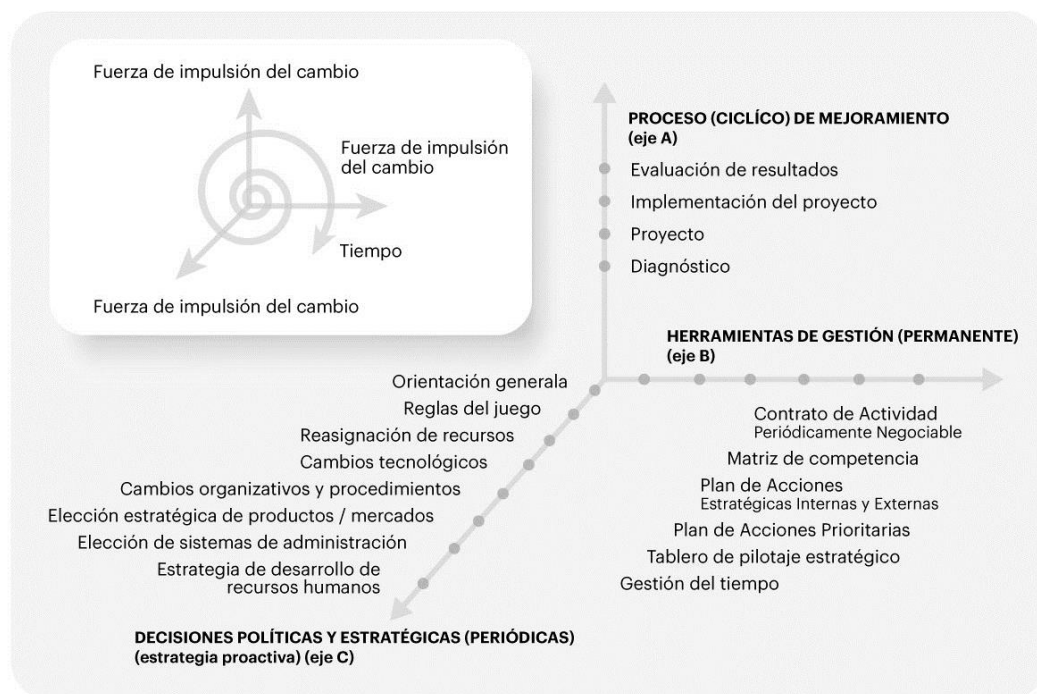 Fuerza de impulsión del cambio
Fuerza de impulsión
del cambio
Tiempo
Fuerza de impulsión del cambio
PROCESO (CICLÍCO) DE MEJORAMIENTO
(eje A)
Evaluación de resultados
Implementación del proyecto
Proyecto
Diagnóstico
HERRAMIENTAS DE GESTIÓN (PERMANENTE)
(eje B)
Contrato de Actividad
Periódicamente Negociable
Matriz de competencia
Plan de Acciones
Estratégicas Internas y Externas
Plan de Acciones Prioritarias
Tablero de pilotaje estratégico
Gestión del tiempo
Orientación generala
Reglas del juego
Reasignación de recursos
Cambios tecnológicos
Cambios organizativos y procedimientos
Elección estratégica de productos / mercados
Elección de sistemas de administración
Estrategia de desarrollo de
recursos humanos
DECISIONES POLÍTICAS Y ESTRATÉGICAS (PERIÓDICAS)
(estrategia proactiva) (eje C)